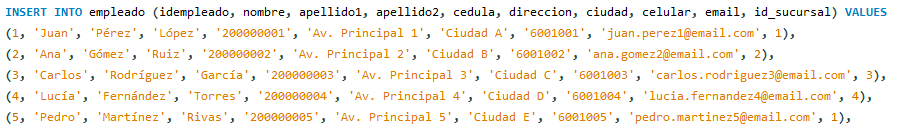 INSERT INTO empleado (idempleado, nombre, apellido1, apellido2, cedula, direccion, ciudad, celular, email, id_sucursal) VALUES
(1, 'Juan', 'Pérez', 'López', '200000001', 'Av. Principal 1', 'Ciudad A', '6001001', 'juan.perez1@email.com', 1),
(2, 'Ana', 'Gómez', 'Ruiz', '200000002', 'Av. Principal 2', 'Ciudad B', '6001002', 'ana.gomez2@email.com', 2),
(3, 'Carlos', 'Rodríguez', 'García', '200000003', 'Av. Principal 3', 'Ciudad C', '6001003', 'carlos.rodriguez3@email.com', 3),
(4, 'Lucía', 'Fernández', 'Torres', '200000004', 'Av. Principal 4', 'Ciudad D', '6001004', 'lucia.fernandez4@email.com', 4),
(5, 'Pedro', 'Martínez', 'Rivas', '200000005', 'Av. Principal 5', 'Ciudad E', '6001005', 'pedro.martinez5@email.com', 1),